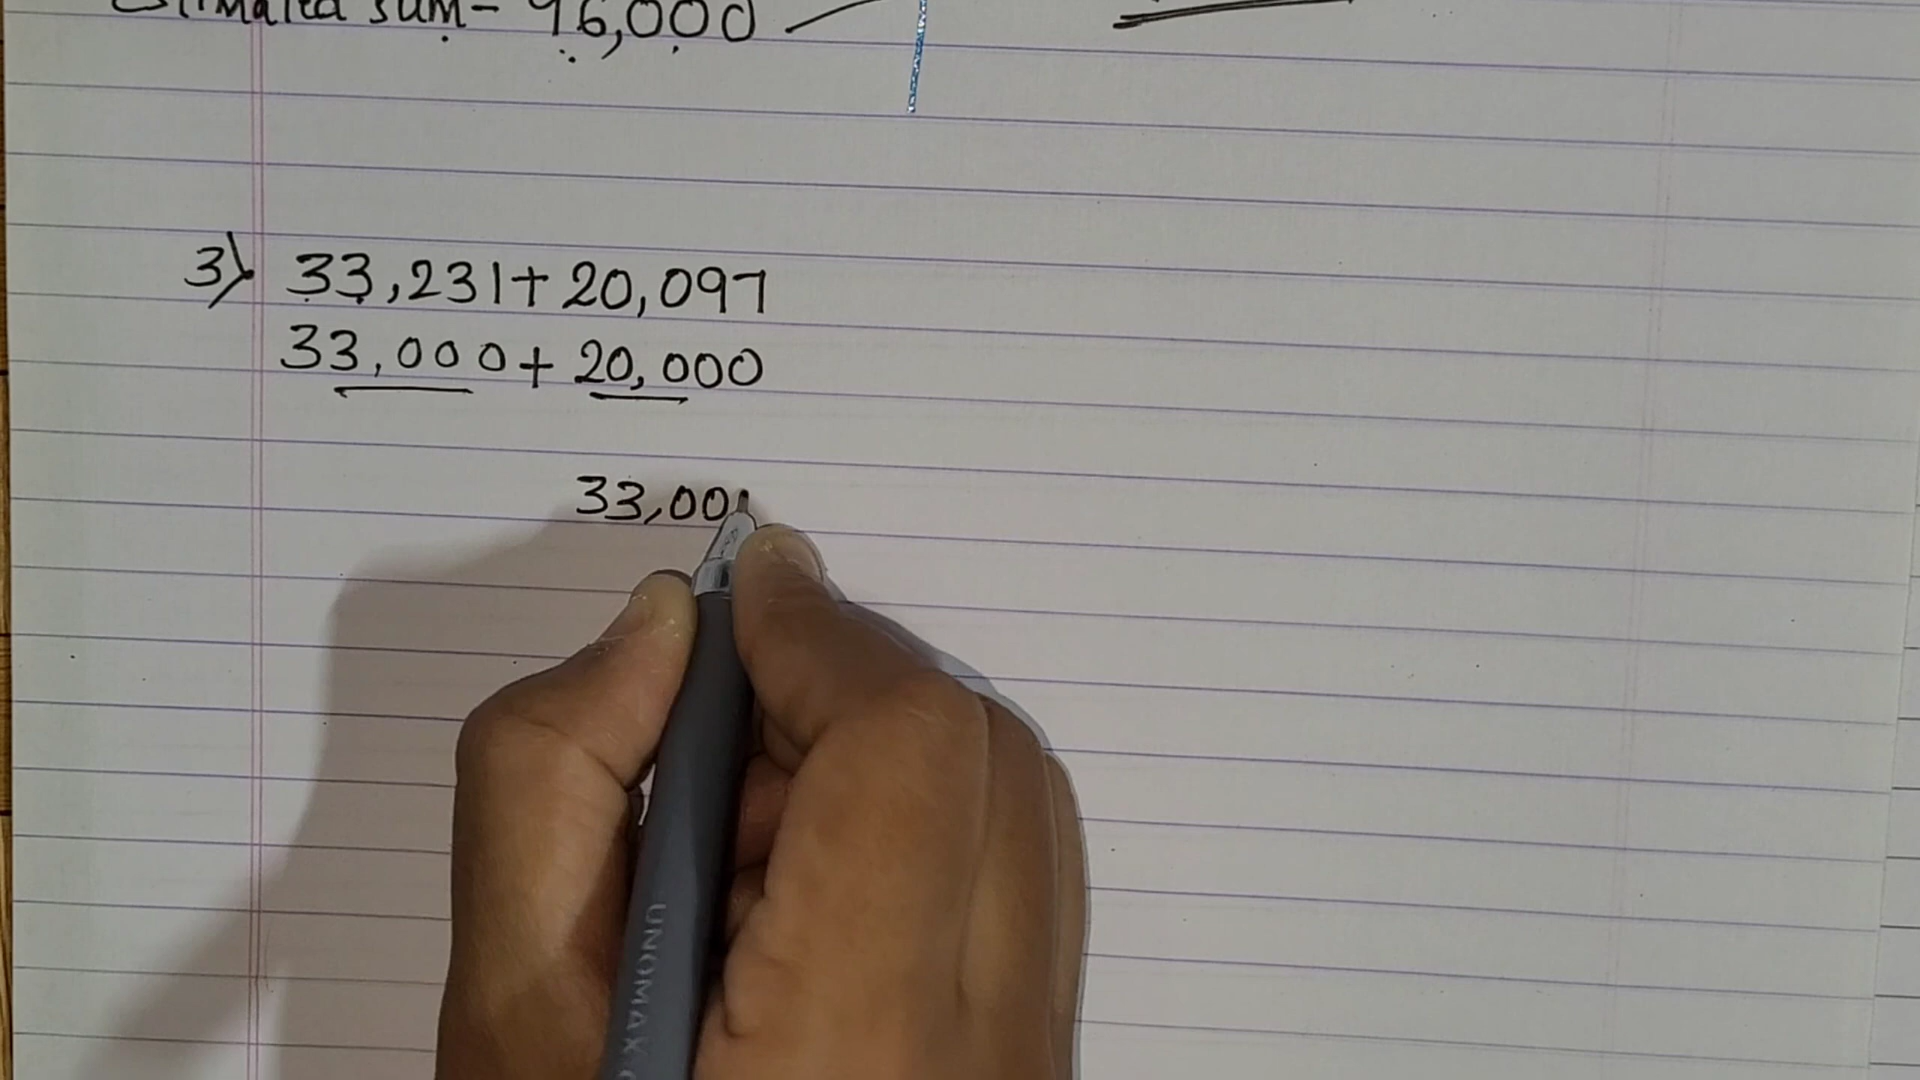 Estimated sum- 96,000
3) 33,231+20,097
33,000+20,000
33,00
UNOMAX